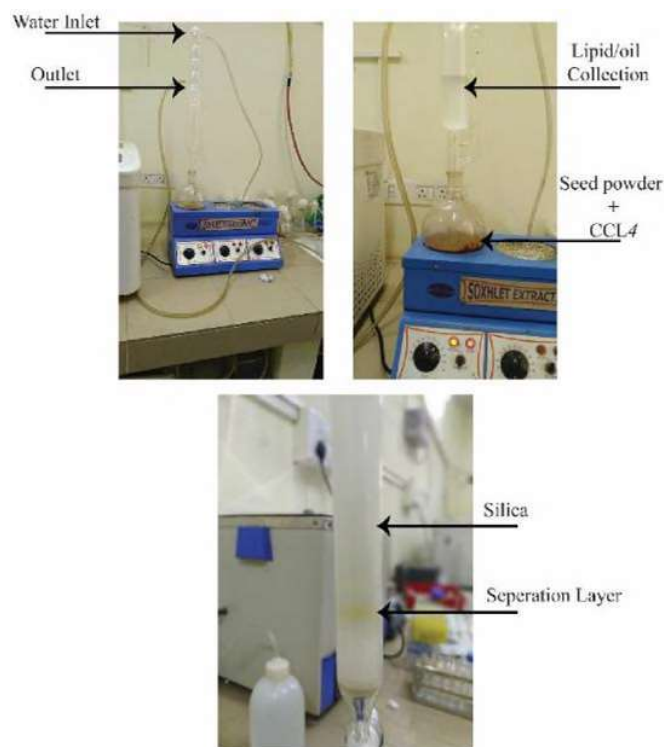 Water Inlet
Outlet
Lipid/oil
Collection
Seed powder
+
CCL4
SOXHLET EXTRACT
Silica
Seperation Layer